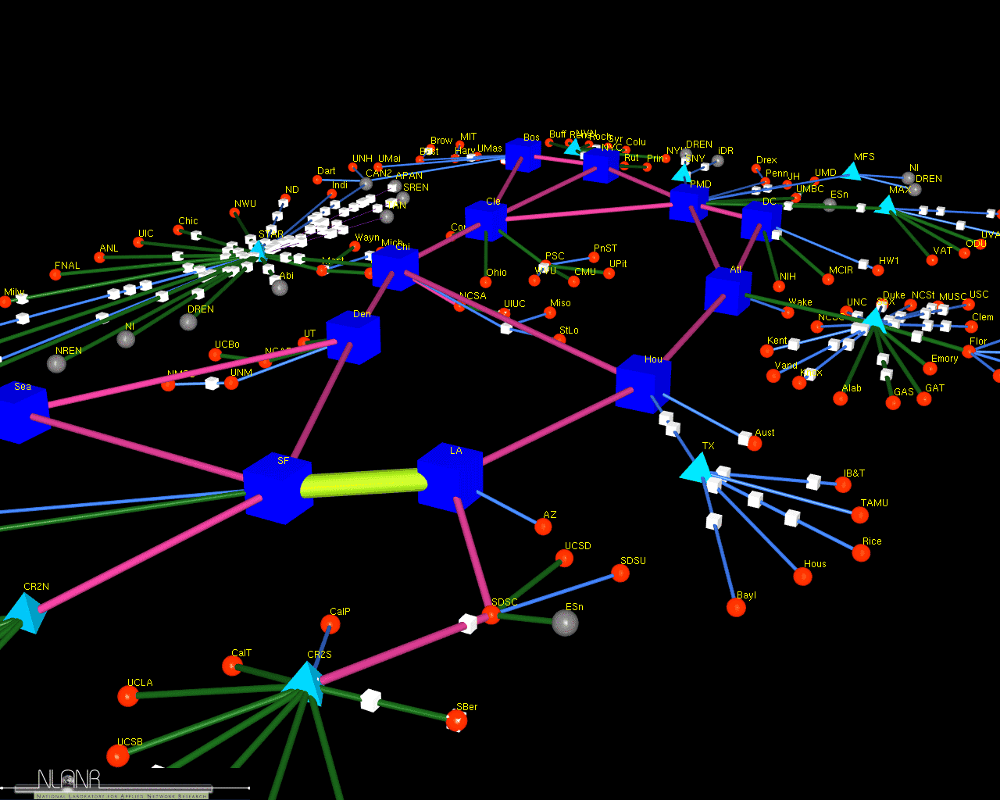 Bos
Buff
NYN
Roch
Syr
Colu
NYC
Rut
Prin
DREN
iDR
SNY
PMD
Brow
MIT
UMas
UNH
UMai
Dart
CAN2
APAN
SREN
Indi
ND
NWU
Chic
UIC
ANL
FNAL
Milw
Abi
DREN
NI
NREN
Wayn
Mich
Chi
Cle
Ohio
PSC
PnST
CMU
UPit
Drex
Penn
JH
UMD
UMBC
ESn
MFS
NI
DREN
MAX
DC
UVA
ODU
VAT
HW1
MCIR
NIH
Atl
Wake
UNC
Duke
NCSt
MUSC
USC
Clem
Flor
Emory
GAT
GAS
Alab
Kent
Vand
NCSA
UIUC
Miso
StLo
Den
UT
UCBo
UNM
Sea
SF
LA
Hou
Aust
TX
IB&T
TAMU
Rice
Hous
Bayl
AZ
UCSD
SDSU
SDSC
ESn
CR2N
CalP
CR2S
CalT
UCLA
UCSB
SBer
NLANR
National Laboratory for Applied Network Research